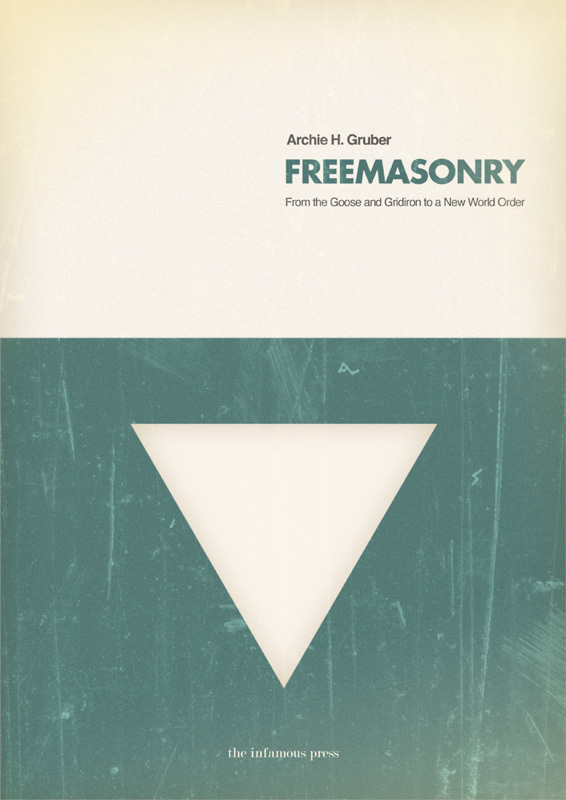 Archie H. Gruber
FREEMASONRY
From the Goose and Gridiron to a New World Order
the infamous press